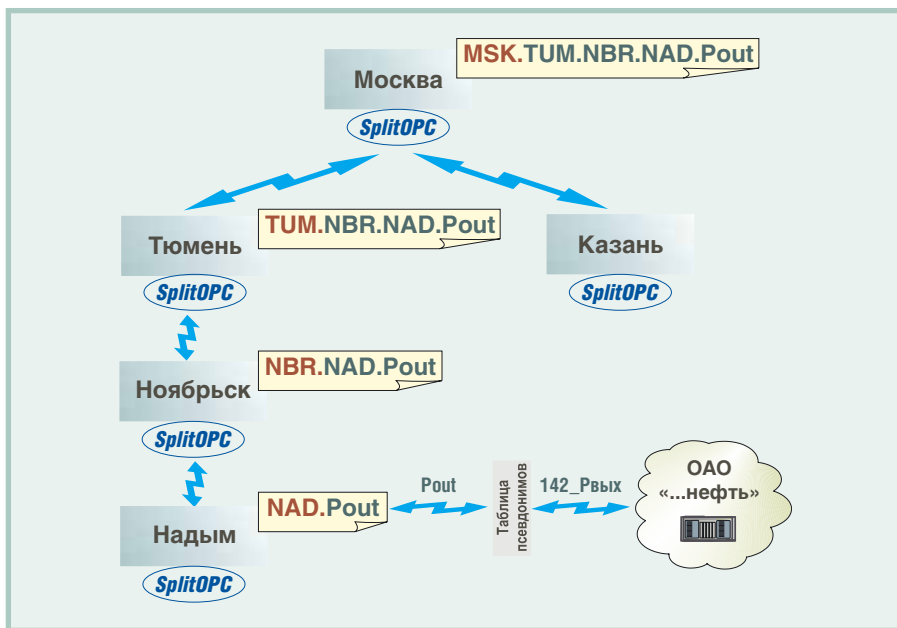 MSK.TUM.NBR.NAD.Pout
Москва
SplitOPC
TUM.NBR.NAD.Pout
Тюмень
SplitOPC
Казань
SplitOPC
NBR.NAD.Pout
Ноябрьск
SplitOPC
NAD.Pout
Надым
SplitOPC
Pout
Таблица
псевдонимов
142_Рвых
ОАО
«...нефть»